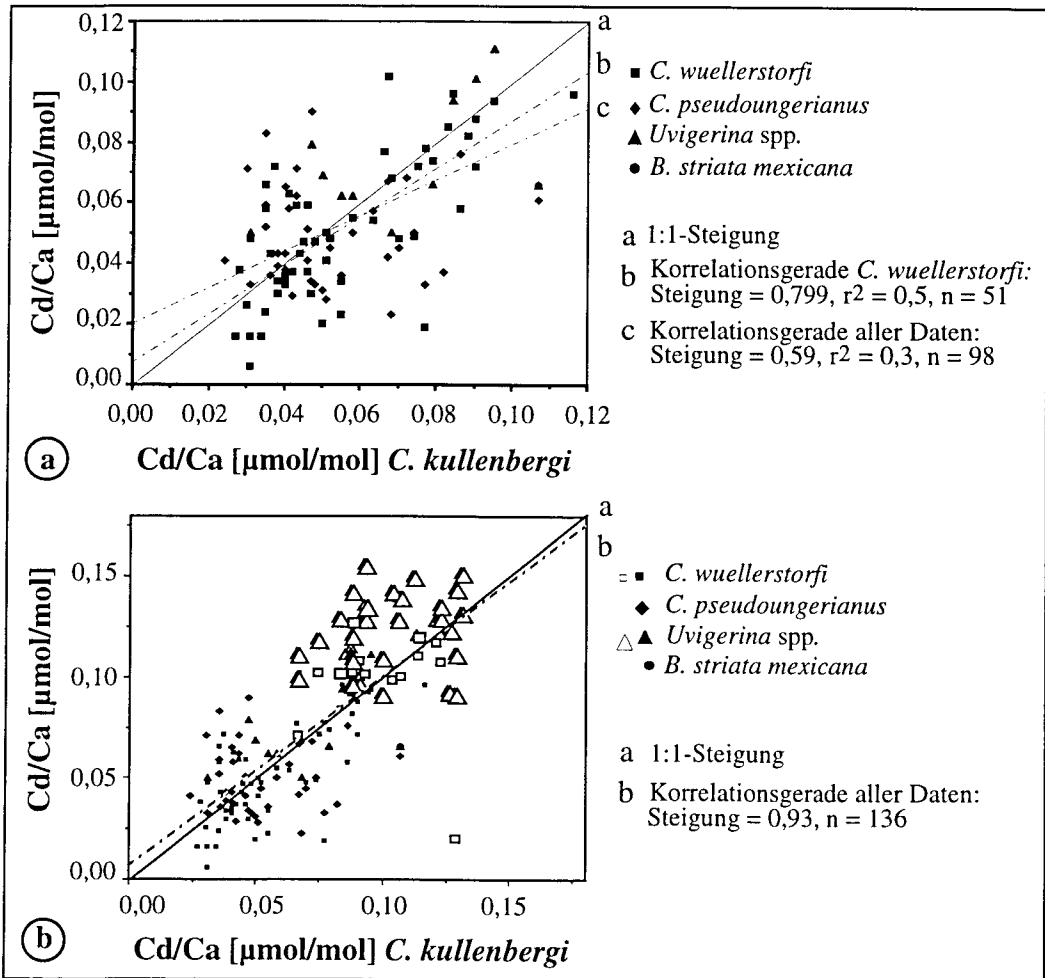 0,12
0,10
0,08
0,06
0,04
0,02
0,00
Cd/Ca [µmol/mol]
0,00 0,02 0,04 0,06 0,08 0,10 0,12
Cd/Ca [µmol/mol] C. kullenbergi
a
b
c
C. wuellerstorfi
C. pseudoungerianus
Uvigerina spp.
B. striata mexicana
a 1:1-Steigung
b Korrelationsgerade C. wuellerstorfi:
Steigung = 0,799, r² = 0,5, n = 51
c Korrelationsgerade aller Daten:
Steigung = 0,59, r² = 0,3, n = 98
a
0,15
0,10
0,05
0,00
Cd/Ca [µmol/mol]
0,00 0,05 0,10 0,15
Cd/Ca [µmol/mol] C. kullenbergi
a
b
C. wuellerstorfi
C. pseudoungerianus
Uvigerina spp.
B. striata mexicana
a 1:1-Steigung
b Korrelationsgerade aller Daten:
Steigung = 0,93, n = 136
b